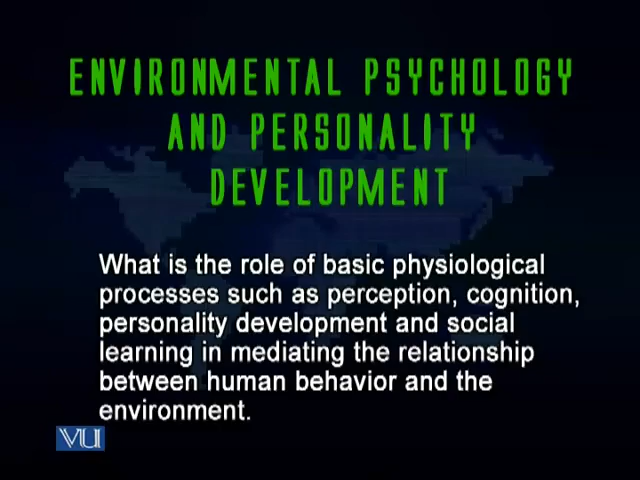 ENVIRONMENTAL PSYCHOLOGY
AND PERSONALITY
DEVELOPMENT
What is the role of basic physiological
processes such as perception, cognition,
personality development and social
learning in mediating the relationship
between human behavior and the
environment.
VU